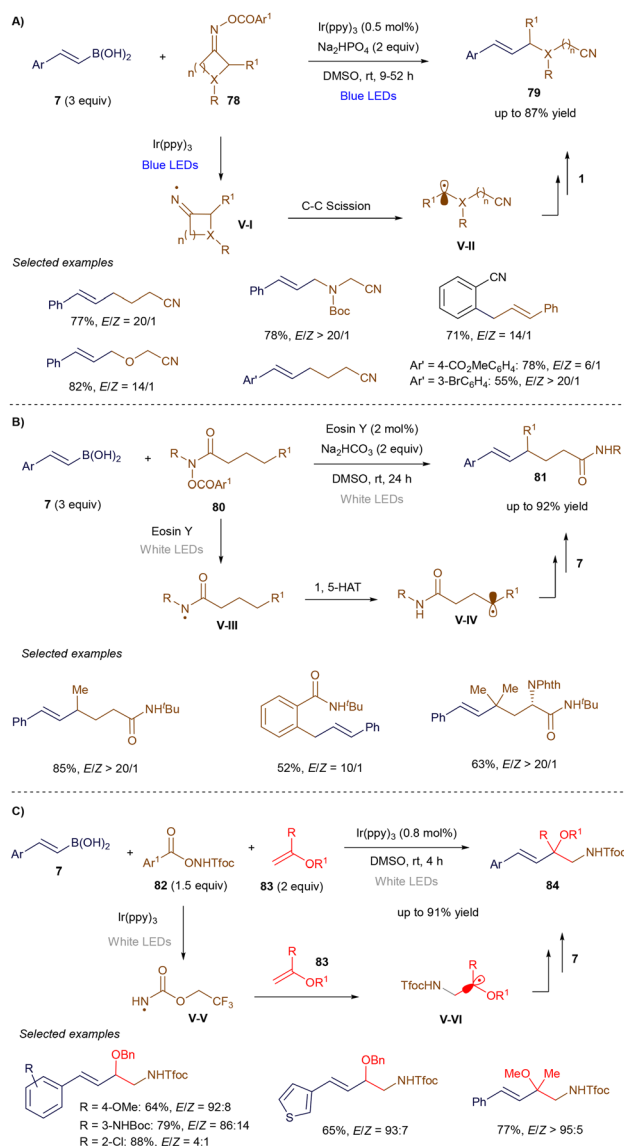 A)
N OCOAr¹
Ar B(OH)₂ + n X R R¹
7 (3 equiv) 78
Ir(ppy)₃ (0.5 mol%)
Na₂HPO₄ (2 equiv)
DMSO, rt, 9-52 h
Blue LEDs
Ar R¹ X R n CN
79
up to 87% yield
Ir(ppy)₃
Blue LEDs
N R¹ n X R
V-I
C-C Scission
R¹ X R n CN
V-II
1
Selected examples
Ph CN
77%, E/Z = 20/1
Ph N Boc CN
78%, E/Z > 20/1
CN Ph
71%, E/Z = 14/1
Ph O CN
82%, E/Z = 14/1
Ar' CN
Ar' = 4-CO₂MeC₆H₄: 78%, E/Z = 6/1
Ar' = 3-BrC₆H₄: 55%, E/Z > 20/1
B)
Ar B(OH)₂ + R N O R¹ OCOAr¹
7 (3 equiv) 80
Eosin Y (2 mol%)
Na₂HCO₃ (2 equiv)
DMSO, rt, 24 h
White LEDs
Ar R¹ O NHR
81
up to 92% yield
Eosin Y
White LEDs
R N O R¹
V-III
1, 5-HAT
R N H O R¹
V-IV
7
Selected examples
Ph Me O NHᵗBu
85%, E/Z > 20/1
O NHᵗBu Ph
52%, E/Z = 10/1
Ph Me Me NPhth NHᵗBu O
63%, E/Z > 20/1
C)
Ar B(OH)₂ + Ar¹ O O NHTfoc + R OR¹
7 82 (1.5 equiv) 83 (2 equiv)
Ir(ppy)₃ (0.8 mol%)
DMSO, rt, 4 h
White LEDs
up to 91% yield
Ar R OR¹ NHTfoc
84
Ir(ppy)₃
White LEDs
HN O O CF₃
V-V
R OR¹ 83
TfocHN R OR¹
V-VI
7
Selected examples
R OBn NHTfoc
R = 4-OMe: 64%, E/Z = 92:8
R = 3-NHBoc: 79%, E/Z = 86:14
R = 2-Cl: 88%, E/Z = 4:1
S OBn NHTfoc
65%, E/Z = 93:7
Ph MeO Me NHTfoc
77%, E/Z > 95:5